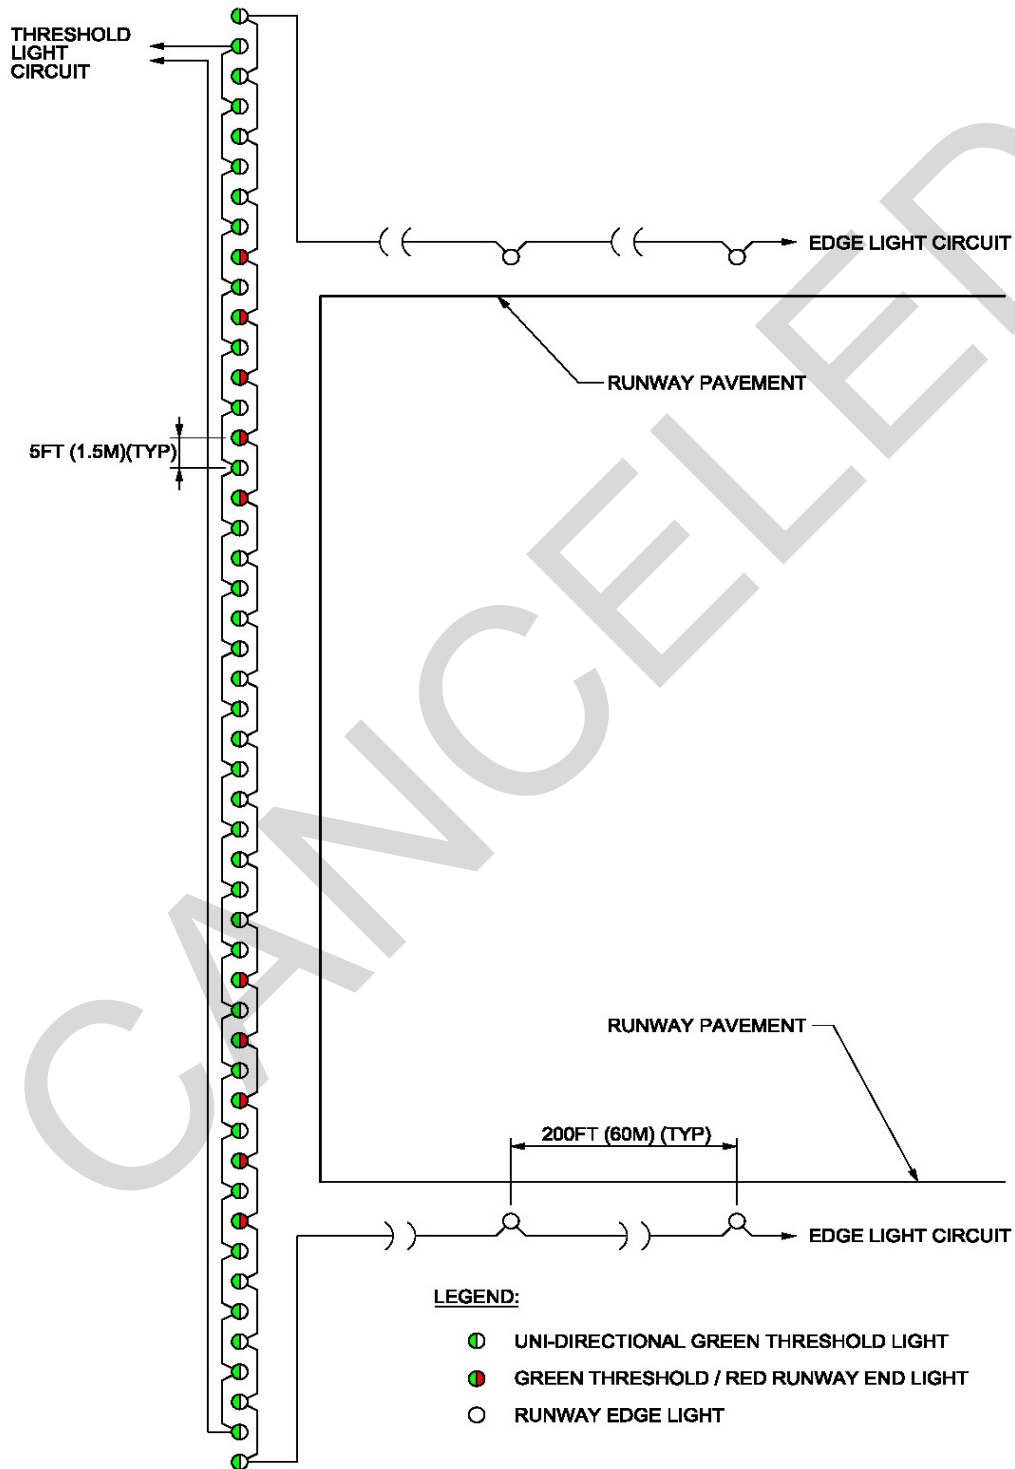 THRESHOLD
LIGHT
CIRCUIT
EDGE LIGHT CIRCUIT
RUNWAY PAVEMENT
5FT (1.5M)(TYP)
CANCELED
RUNWAY PAVEMENT
200FT (60M) (TYP)
EDGE LIGHT CIRCUIT
LEGEND:
UNI-DIRECTIONAL GREEN THRESHOLD LIGHT
GREEN THRESHOLD / RED RUNWAY END LIGHT
RUNWAY EDGE LIGHT